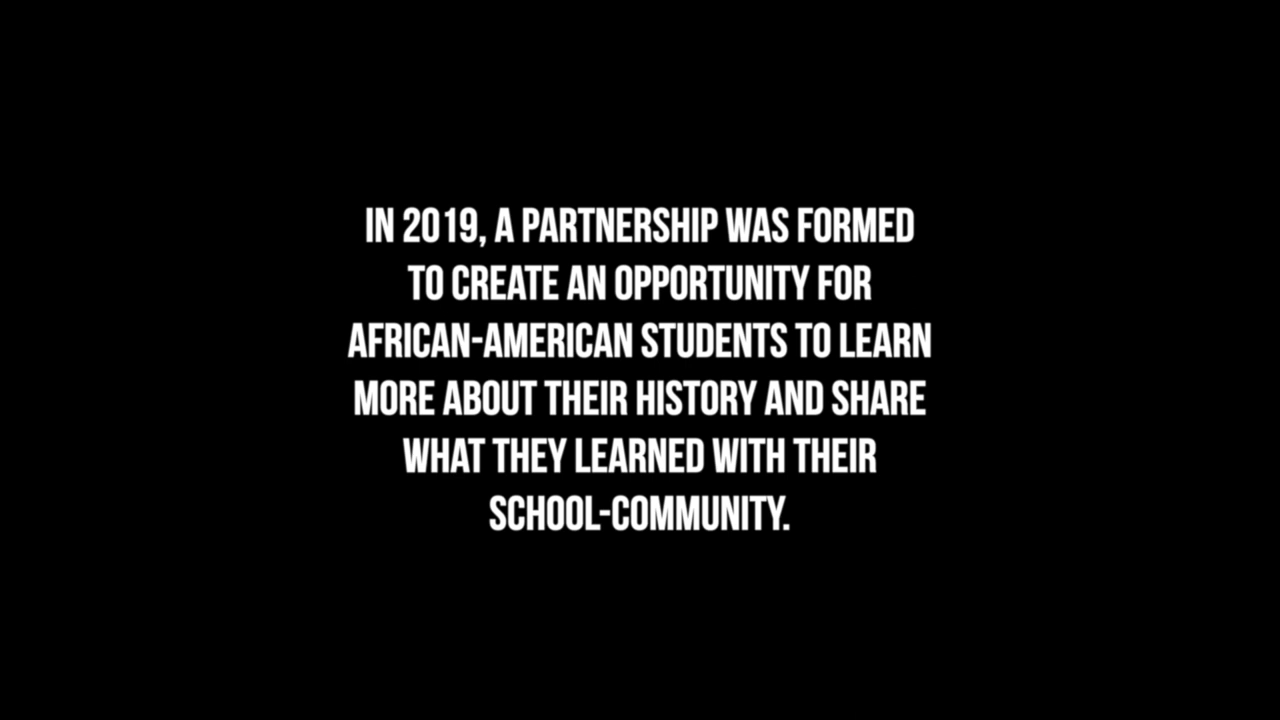 IN 2019, A PARTNERSHIP WAS FORMED
TO CREATE AN OPPORTUNITY FOR
AFRICAN-AMERICAN STUDENTS TO LEARN
MORE ABOUT THEIR HISTORY AND SHARE
WHAT THEY LEARNED WITH THEIR
SCHOOL-COMMUNITY.